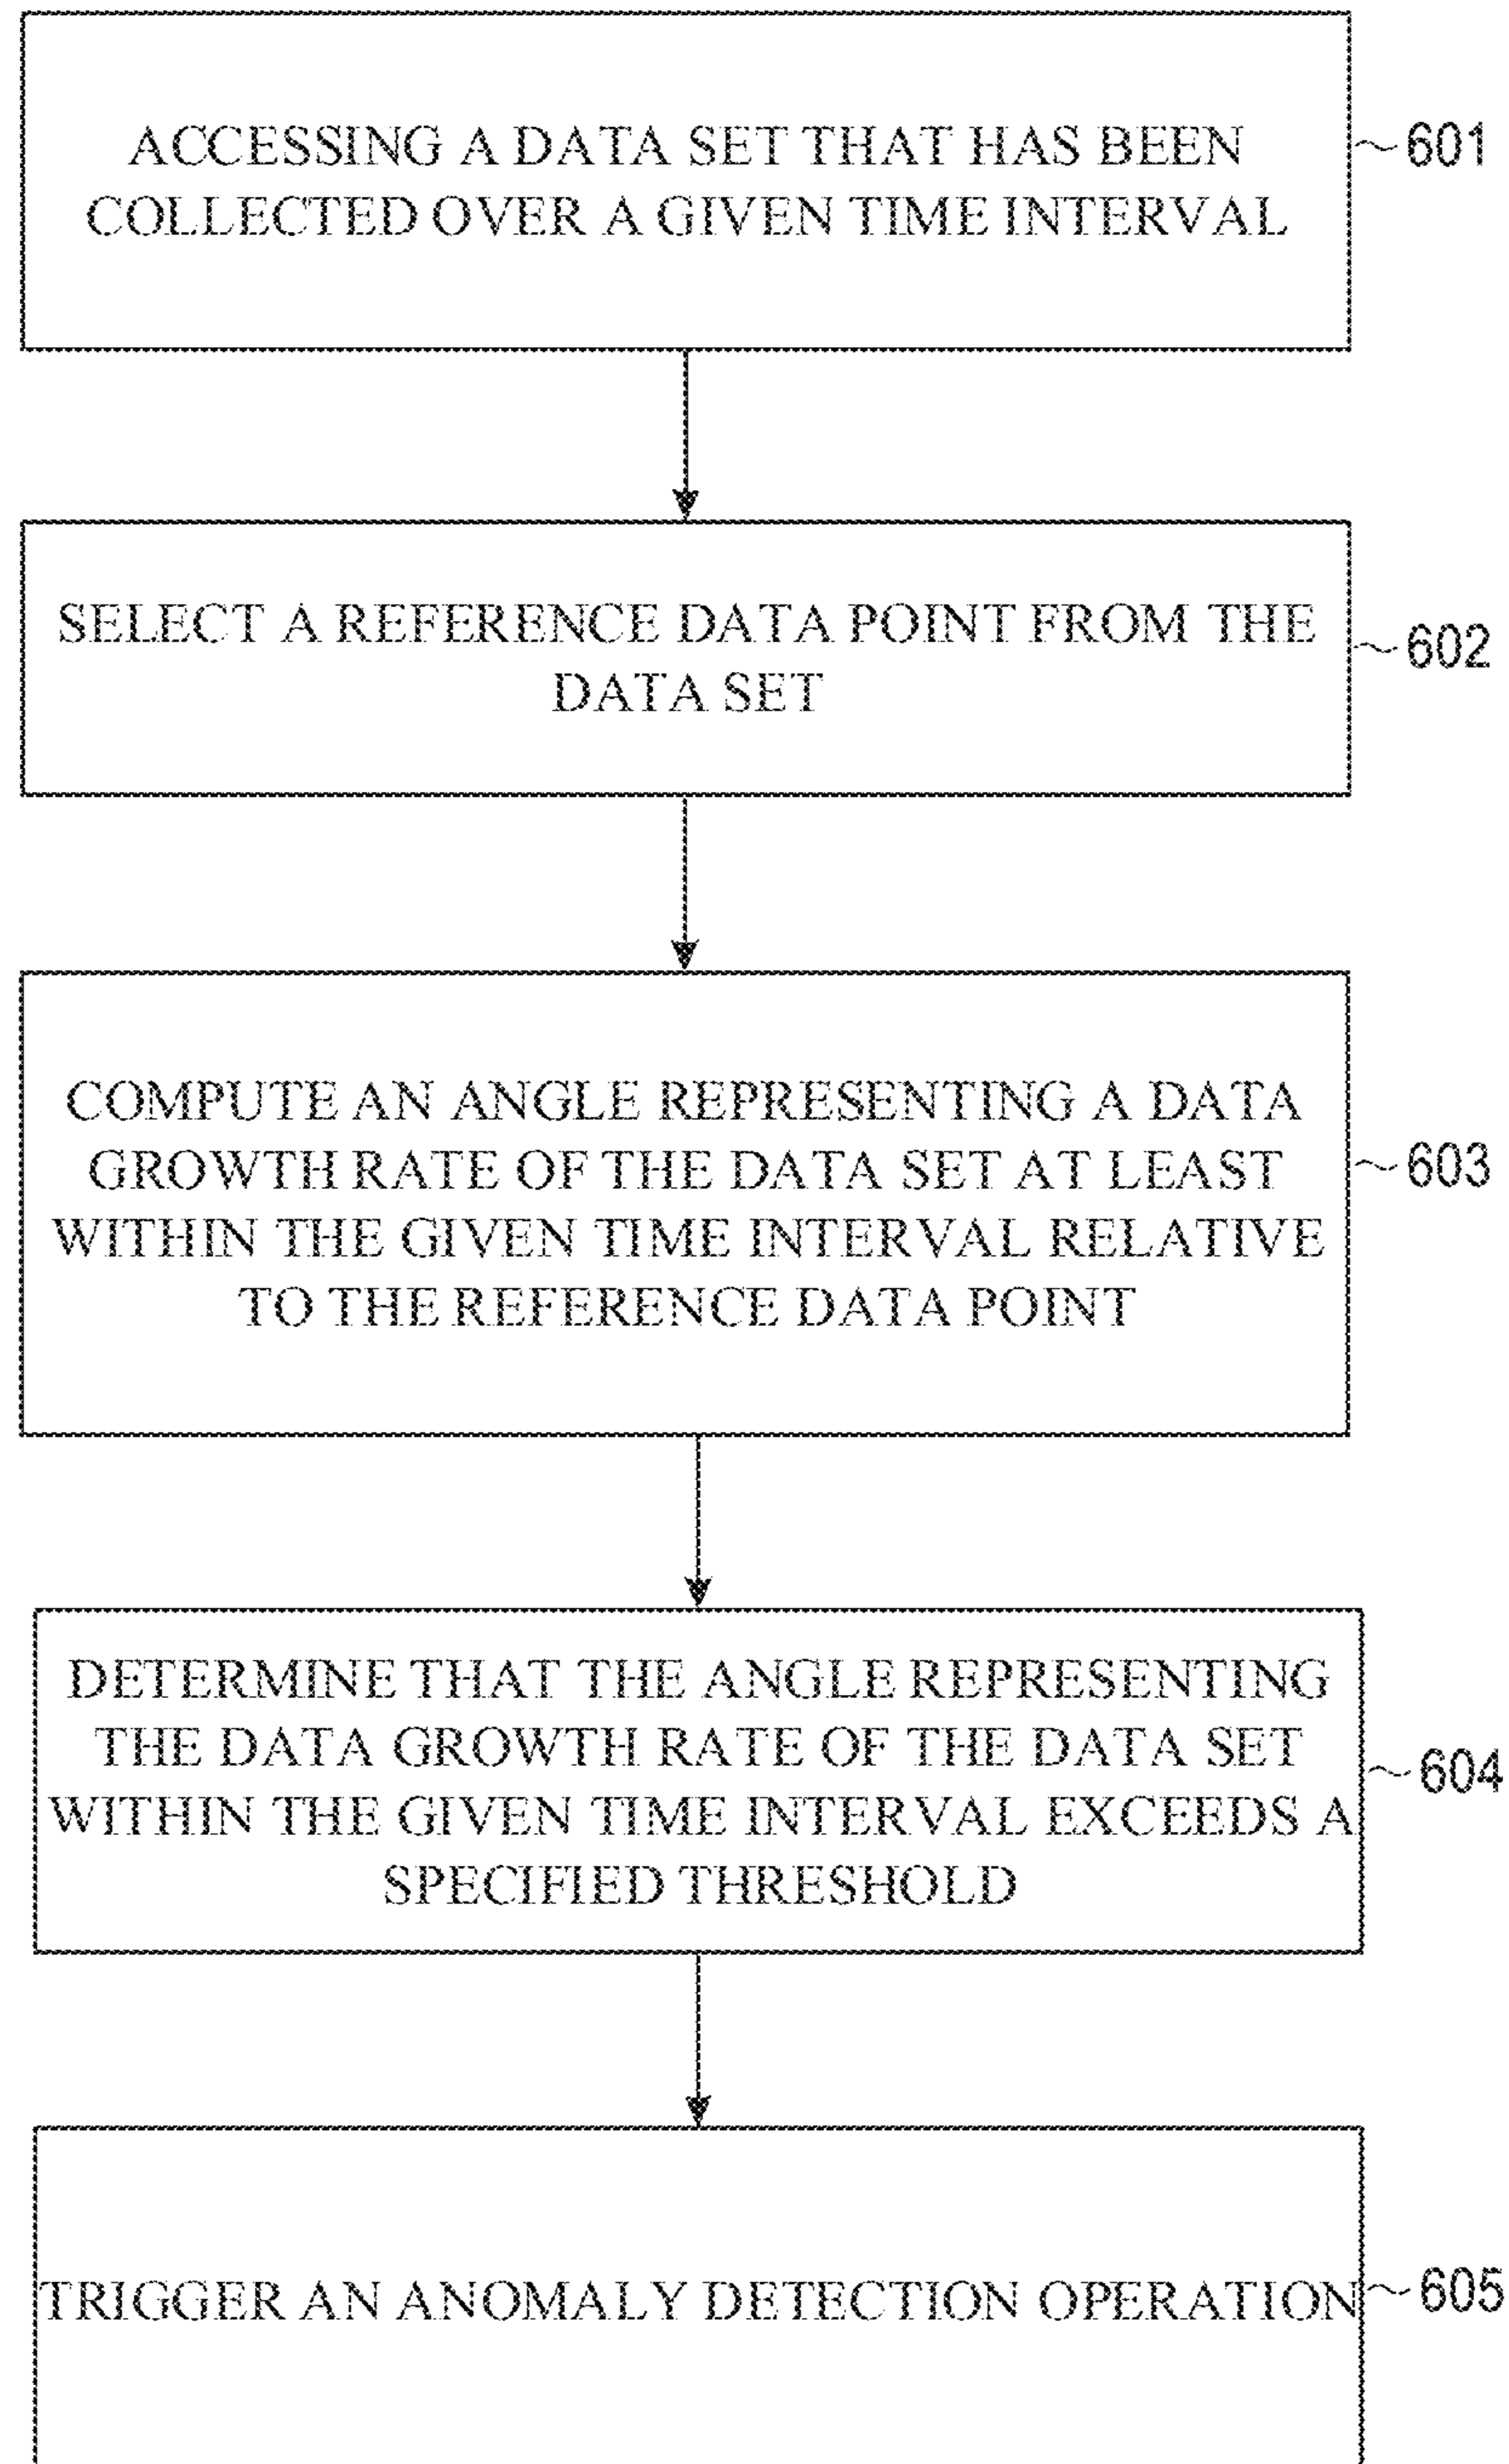 ACCESSING A DATA SET THAT HAS BEEN
COLLECTED OVER A GIVEN TIME INTERVAL
601
SELECT A REFERENCE DATA POINT FROM THE
DATA SET
602
COMPUTE AN ANGLE REPRESENTING A DATA
GROWTH RATE OF THE DATA SET AT LEAST
WITHIN THE GIVEN TIME INTERVAL RELATIVE
TO THE REFERENCE DATA POINT
603
DETERMINE THAT THE ANGLE REPRESENTING
THE DATA GROWTH RATE OF THE DATA SET
WITHIN THE GIVEN TIME INTERVAL EXCEEDS A
SPECIFIED THRESHOLD
604
TRIGGER AN ANOMALY DETECTION OPERATION
605